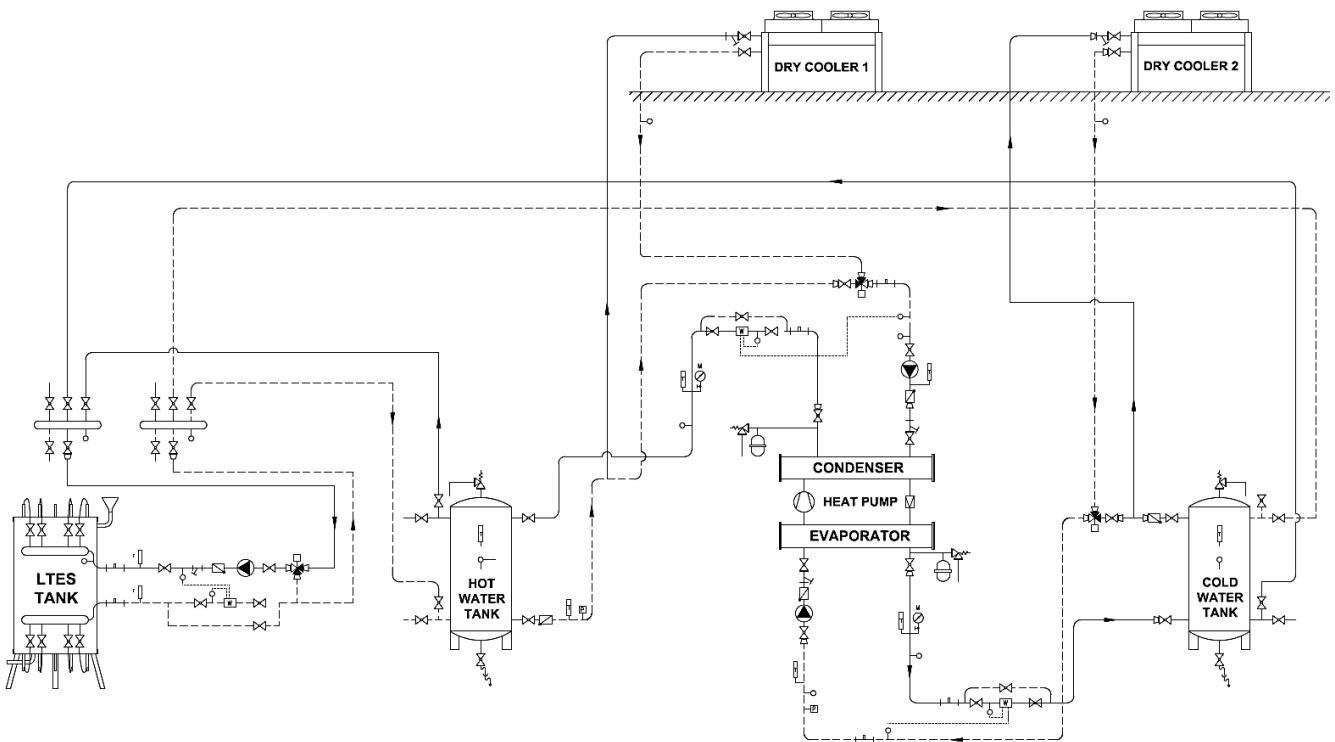 DRY COOLER 1
DRY COOLER 2
M
W
T
T
CONDENSER
HEAT PUMP
EVAPORATOR
LTES
TANK
T
T
W
T
HOT
WATER
TANK
T
P
T
M
T
COLD
WATER
TANK
T
P
W